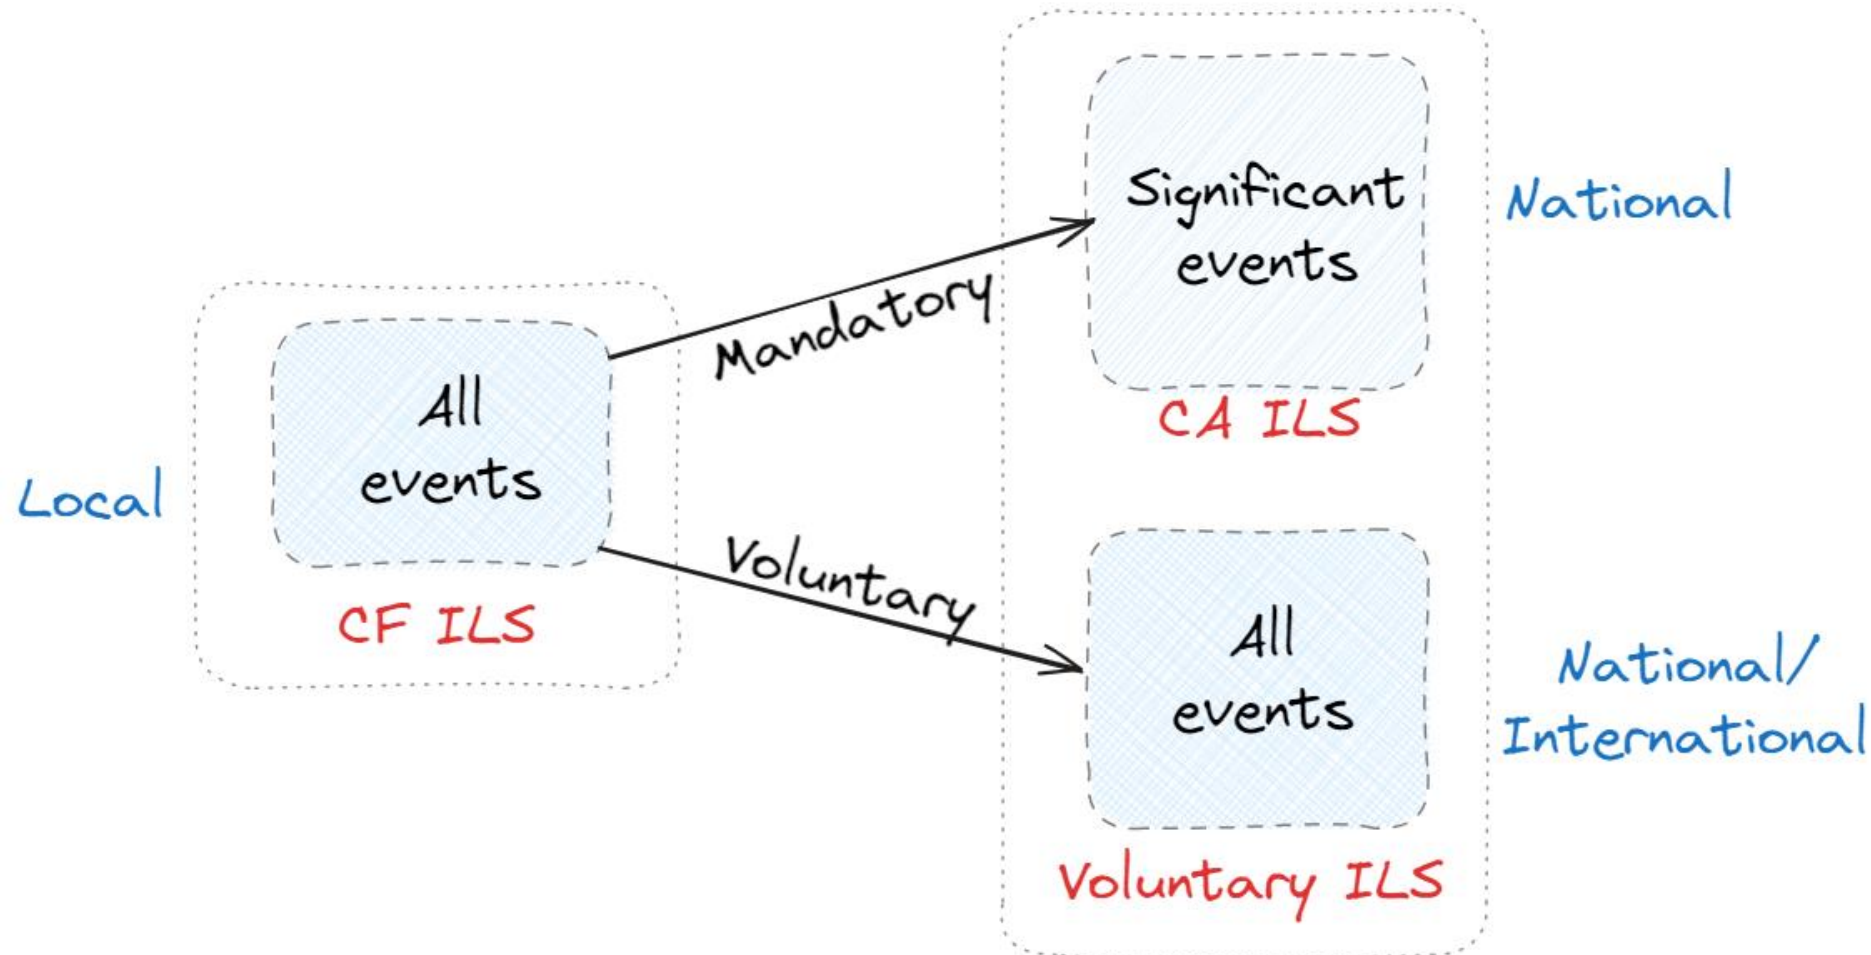 Local
All
events
CF ILS
Mandatory
Voluntary
Significant
events
CA ILS
National
All
events
Voluntary ILS
National/
International